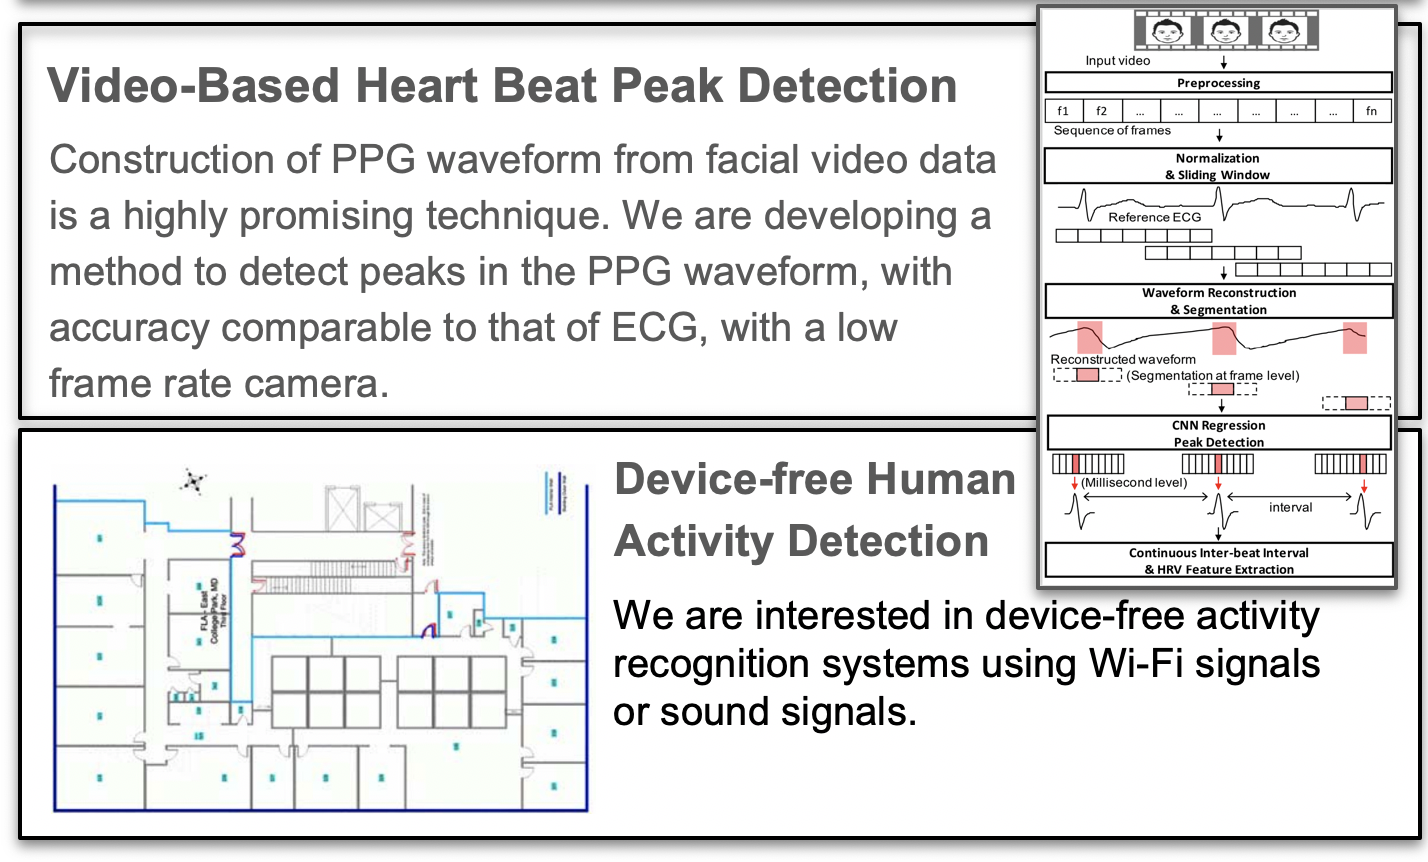 Video-Based Heart Beat Peak Detection
Construction of PPG waveform from facial video data
is a highly promising technique. We are developing a
method to detect peaks in the PPG waveform, with
accuracy comparable to that of ECG, with a low
frame rate camera.
Input video
Preprocessing
f1 f2 ... ... ... ... ... ... fn
Sequence of frames
Normalization
& Sliding Window
Reference ECG
Waveform Reconstruction
& Segmentation
Reconstructed waveform
(Segmentation at frame level)
CNN Regression
Peak Detection
(Millisecond level)
interval
Continuous Inter-beat Interval
& HRV Feature Extraction
Device-free Human
Activity Detection
We are interested in device-free activity
recognition systems using Wi-Fi signals
or sound signals.
FLA - East
College Park, MD
Third Floor